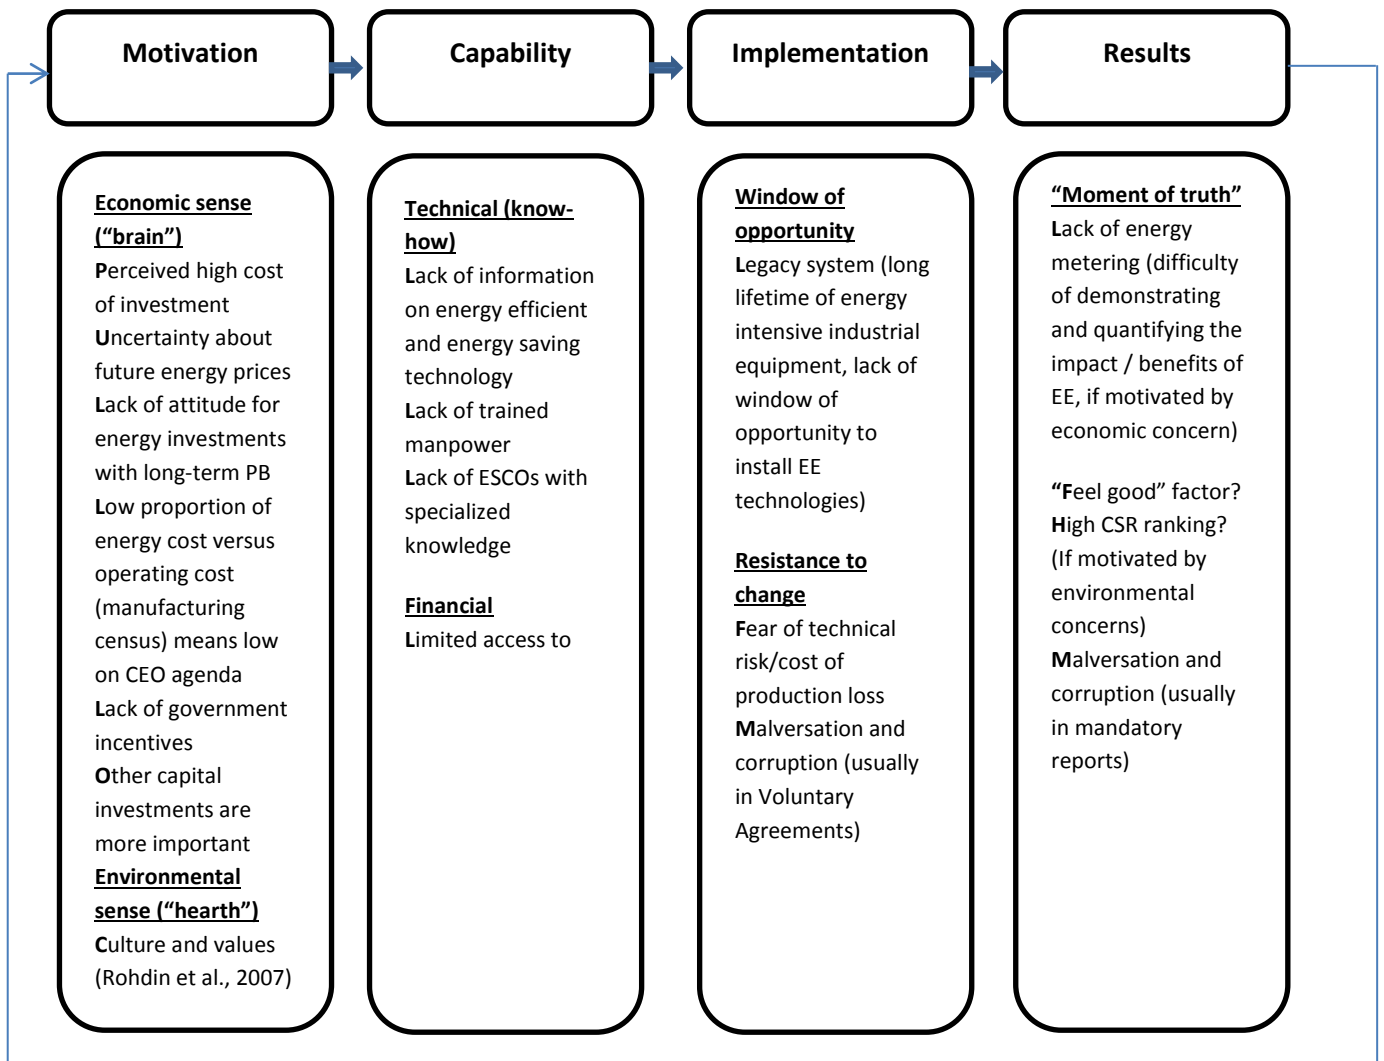 Motivation
Capability
Implementation
Results
Economic sense
("brain")
Perceived high cost
of investment
Uncertainty about
future energy prices
Lack of attitude for
energy investments
with long-term PB
Low proportion of
energy cost versus
operating cost
(manufacturing
census) means low
on CEO agenda
Lack of government
incentives
Other capital
investments are
more important
Environmental
sense ("hearth")
Culture and values
(Rohdin et al., 2007)
Technical (know-
how)
Lack of information
on energy efficient
and energy saving
technology
Lack of trained
manpower
Lack of ESCOs with
specialized
knowledge
Financial
Limited access to
Window of
opportunity
Legacy system (long
lifetime of energy
intensive industrial
equipment, lack of
window of
opportunity to
install EE
technologies)
Resistance to
change
Fear of technical
risk/cost of
production loss
Malversation and
corruption (usually
in Voluntary
Agreements)
"Moment of truth"
Lack of energy
metering (difficulty
of demonstrating
and quantifying the
impact / benefits of
EE, if motivated by
economic concern)
"Feel good" factor?
High CSR ranking?
(If motivated by
environmental
concerns)
Malversation and
corruption (usually
in mandatory
reports)